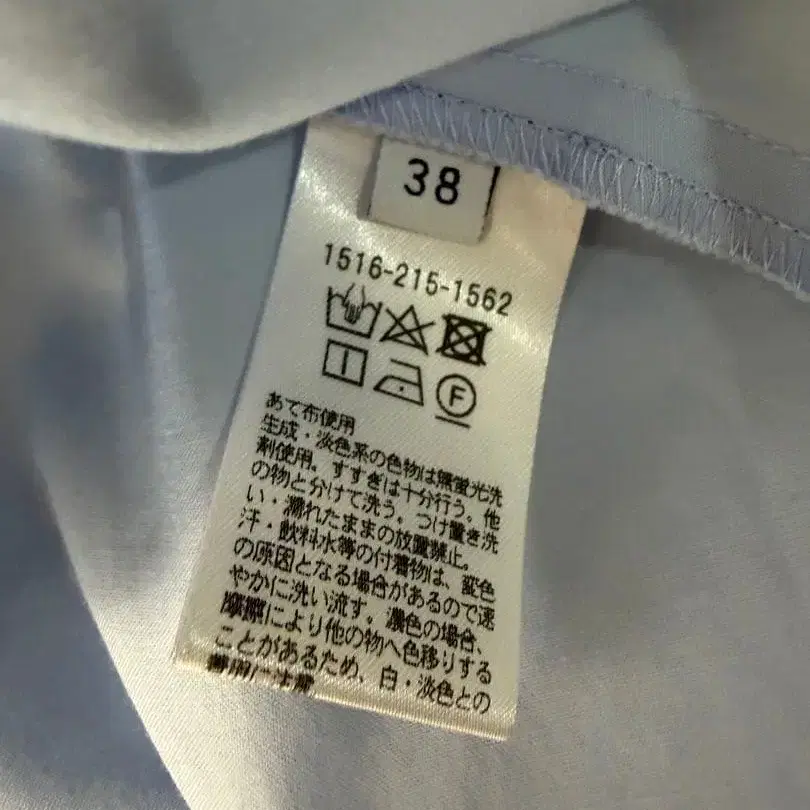 38
1516-215-1562
F
あて布使用
生成・淡色系の色物は無蛍光洗
剤使用。すすぎは十分行う。他
の物と分けて洗う。つけ置き洗
い・濡れたままの放置禁止。
汗・飲料水等の付着物は、変色
の原因となる場合があるので速
やかに洗い流す。濃色の場合、
摩擦により他の物へ色移りする
ことがあるため、白・淡色との
着用に注意